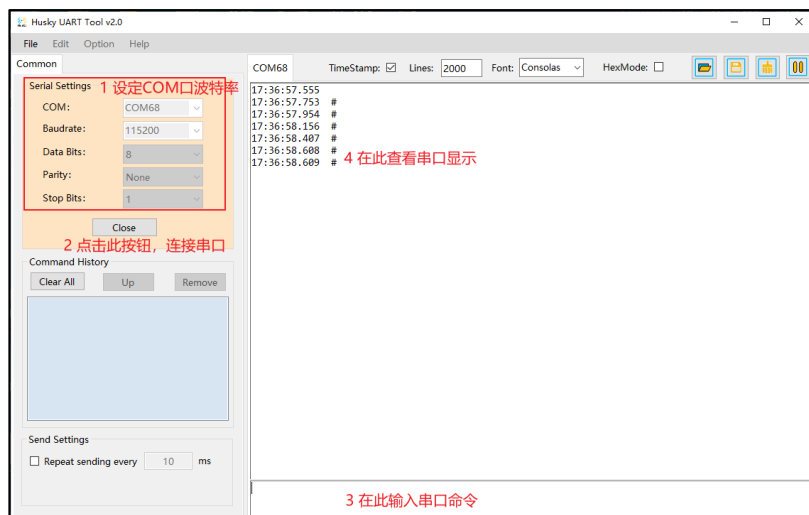 Husky UART Tool v2.0
File Edit Option Help
Common
Serial Settings
1 设定COM口波特率
COM: COM68
Baudrate: 115200
Data Bits: 8
Parity: None
Stop Bits: 1
Close
2 点击此按钮，连接串口
Command History
Clear All Up Remove
Send Settings
Repeat sending every 10 ms
COM68 TimeStamp: Lines: 2000 Font: Consolas HexMode:
17:36:57.555
17:36:57.753 #
17:36:57.954 #
17:36:58.156 #
17:36:58.407 #
17:36:58.608 #
17:36:58.609 #
4 在此查看串口显示
3 在此输入串口命令